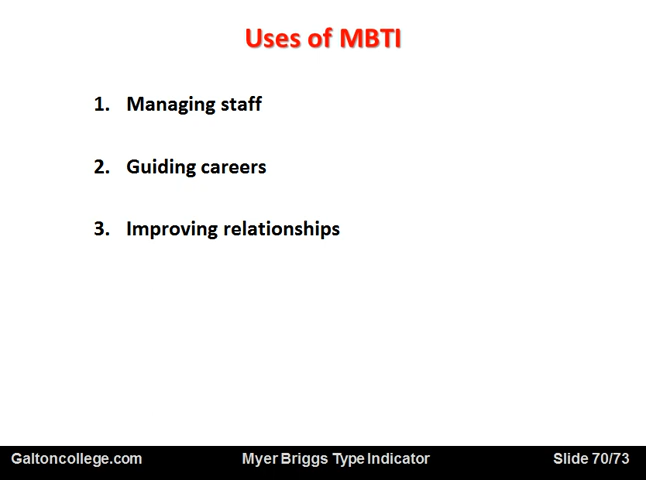 Uses of MBTI
1. Managing staff
2. Guiding careers
3. Improving relationships
Galtoncollege.com Myer Briggs Type Indicator Slide 70/73